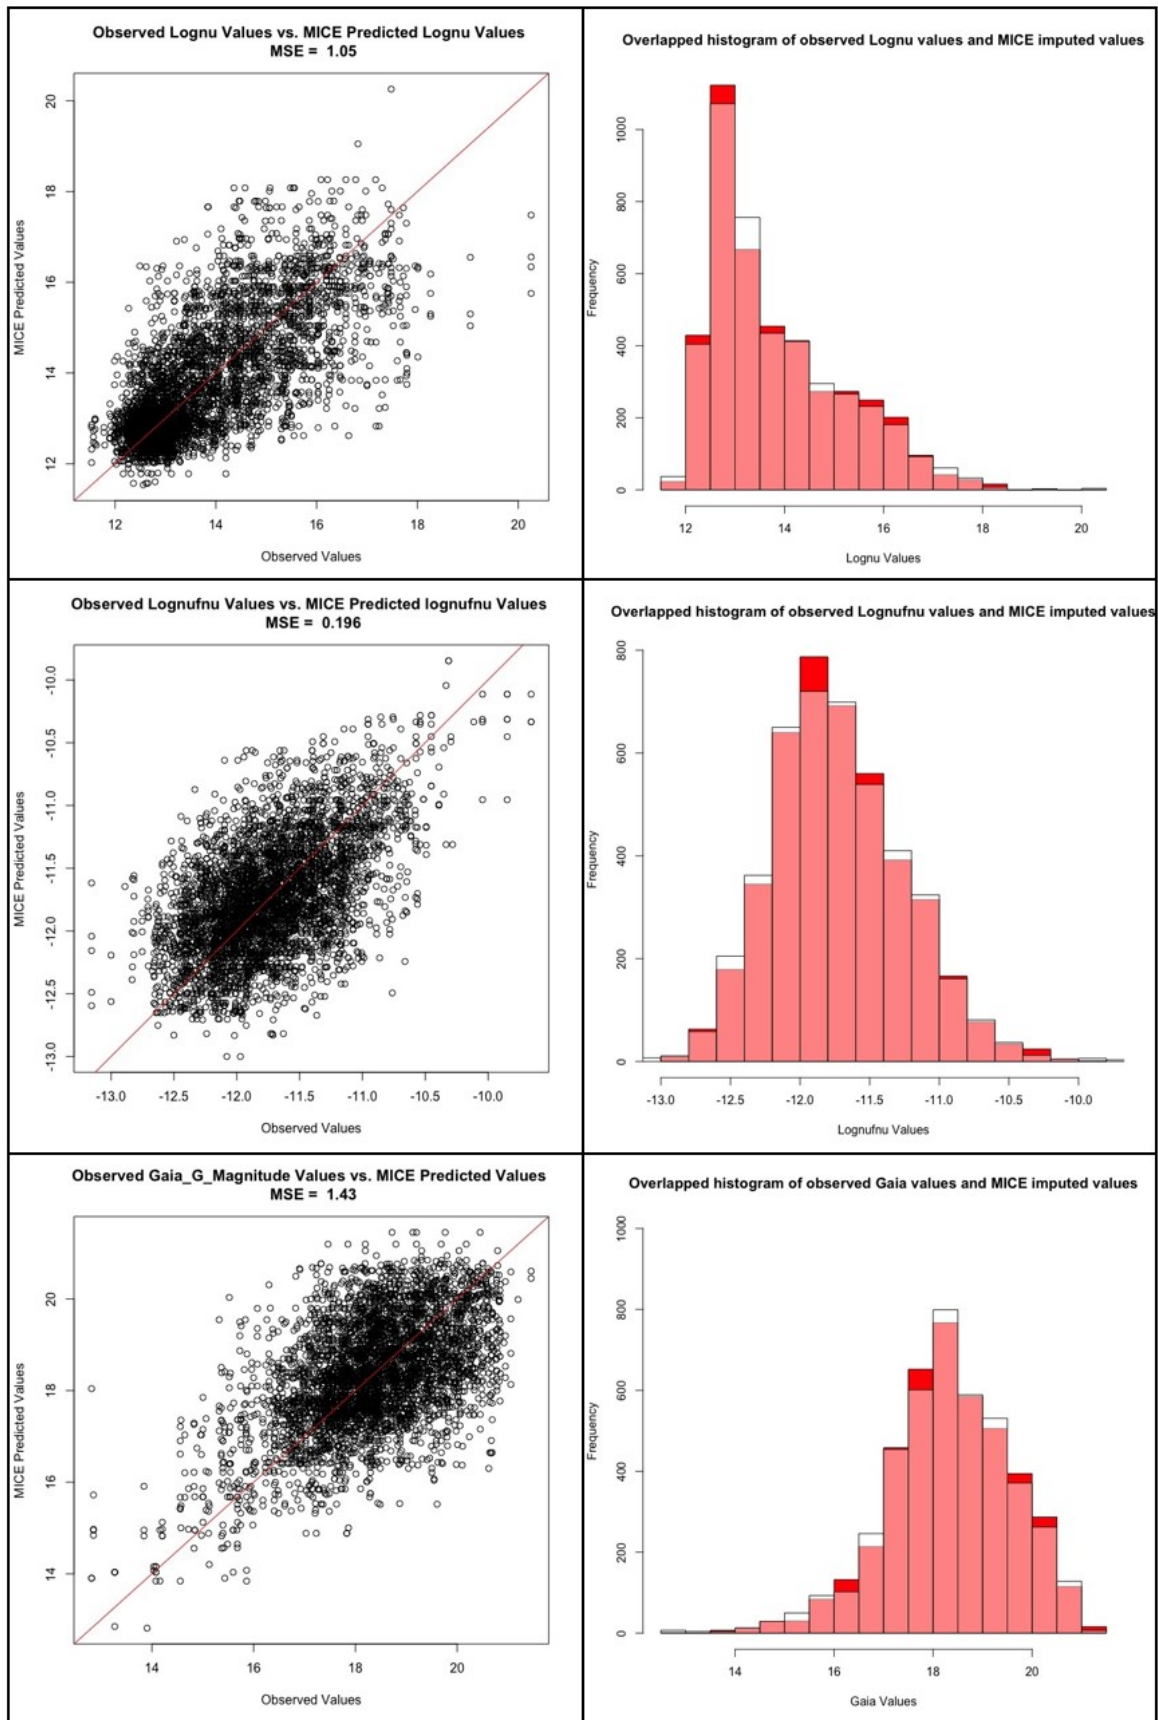 Observed Lognu Values vs. MICE Predicted Lognu Values
MSE = 1.05
20
18
16
14
12
MICE Predicted Values
12 14 16 18 20
Observed Values
Overlapped histogram of observed Lognu values and MICE imputed values
1000
800
600
400
200
0
Frequency
12 14 16 18 20
Lognu Values
Observed Lognufnu Values vs. MICE Predicted lognufnu Values
MSE = 0.196
-10.0
-10.5
-11.0
-11.5
-12.0
-12.5
-13.0
MICE Predicted Values
-13.0 -12.5 -12.0 -11.5 -11.0 -10.5 -10.0
Observed Values
Overlapped histogram of observed Lognufnu values and MICE imputed values
800
600
400
200
0
Frequency
-13.0 -12.5 -12.0 -11.5 -11.0 -10.5 -10.0
Lognufnu Values
Observed Gaia_G_Magnitude Values vs. MICE Predicted Values
MSE = 1.43
20
18
16
14
MICE Predicted Values
14 16 18 20
Observed Values
Overlapped histogram of observed Gaia values and MICE imputed values
1000
800
600
400
200
0
Frequency
14 16 18 20
Gaia Values